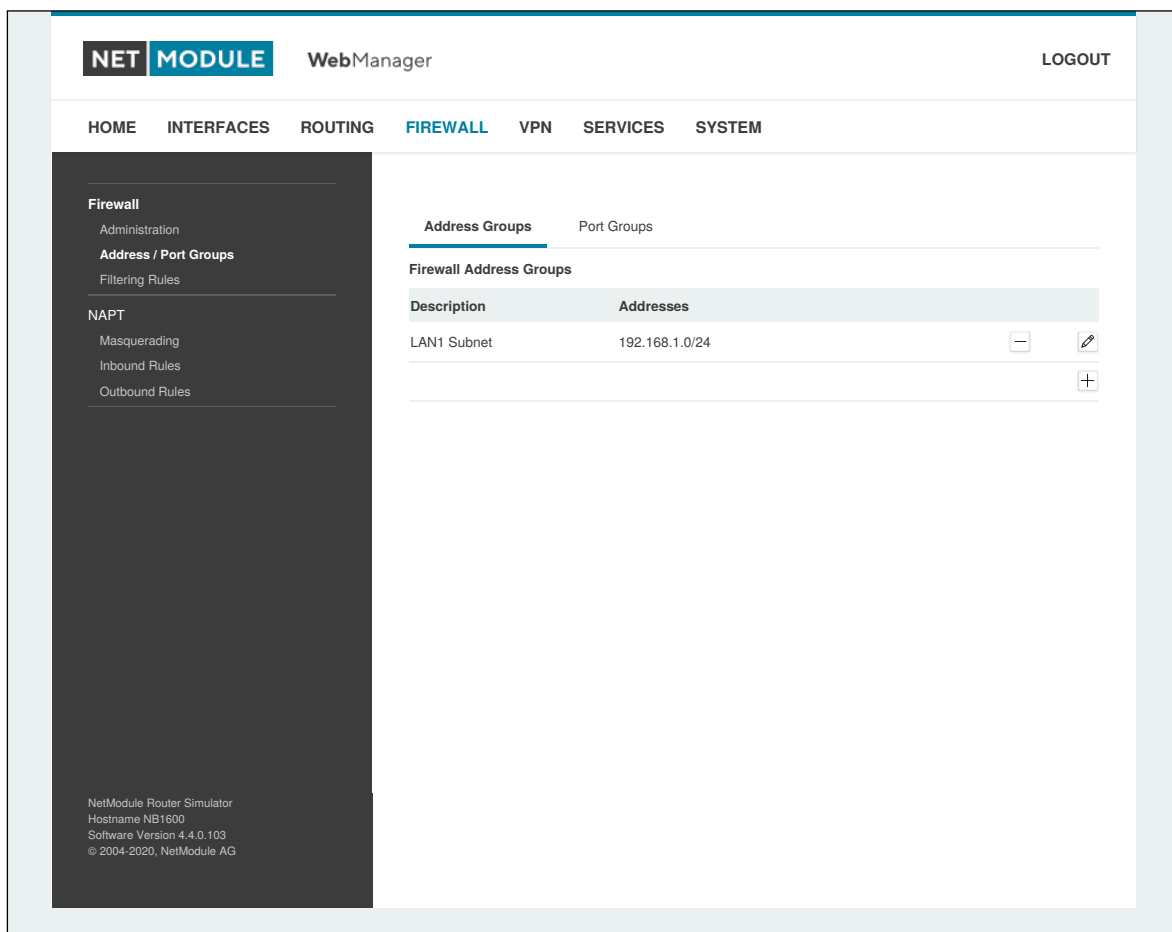 NET MODULE WebManager LOGOUT
HOME INTERFACES ROUTING FIREWALL VPN SERVICES SYSTEM
Firewall
Administration
Address / Port Groups
Filtering Rules
NAPT
Masquerading
Inbound Rules
Outbound Rules
Address Groups Port Groups
Firewall Address Groups
Description Addresses
LAN1 Subnet 192.168.1.0/24
NetModule Router Simulator
Hostname NB1600
Software Version 4.4.0.103
© 2004-2020, NetModule AG